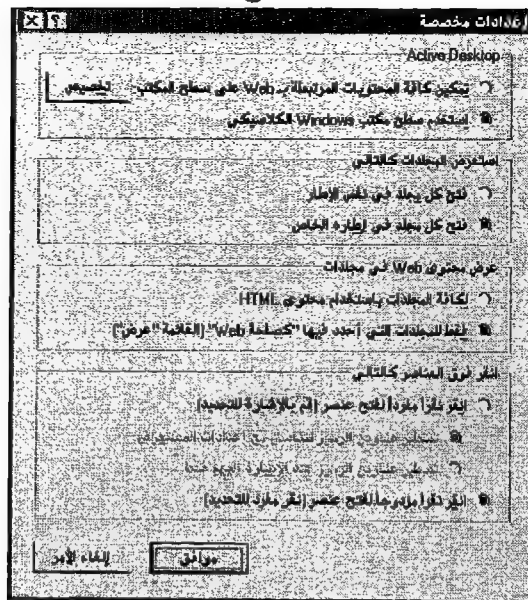 إعدادات مخصصة
Active Desktop
تمكين كافة المحتويات المرتبطة بـ Web على سطح المكتب
تخصيص
استخدم سطح مكتب Windows الكلاسيكي
استعرض المجلدات كالتالي
فتح كل مجلد في نفس الإطار
فتح كل مجلد في إطاره الخاص
عرض محتوى Web في مجلدات
لكافة المجلدات باستخدام محتوى HTML
فقط للمجلدات التي أحدد فيها "كصفحة Web" (القائمة "عرض")
انقر فوق العناصر كالتالي
انقر نقراً مفرداً لفتح عنصر (قم بالإشارة للتحديد)
انقر نقراً مزدوجاً لفتح عنصر (نقر مفرد للتحديد)
موافق
إلغاء الأمر